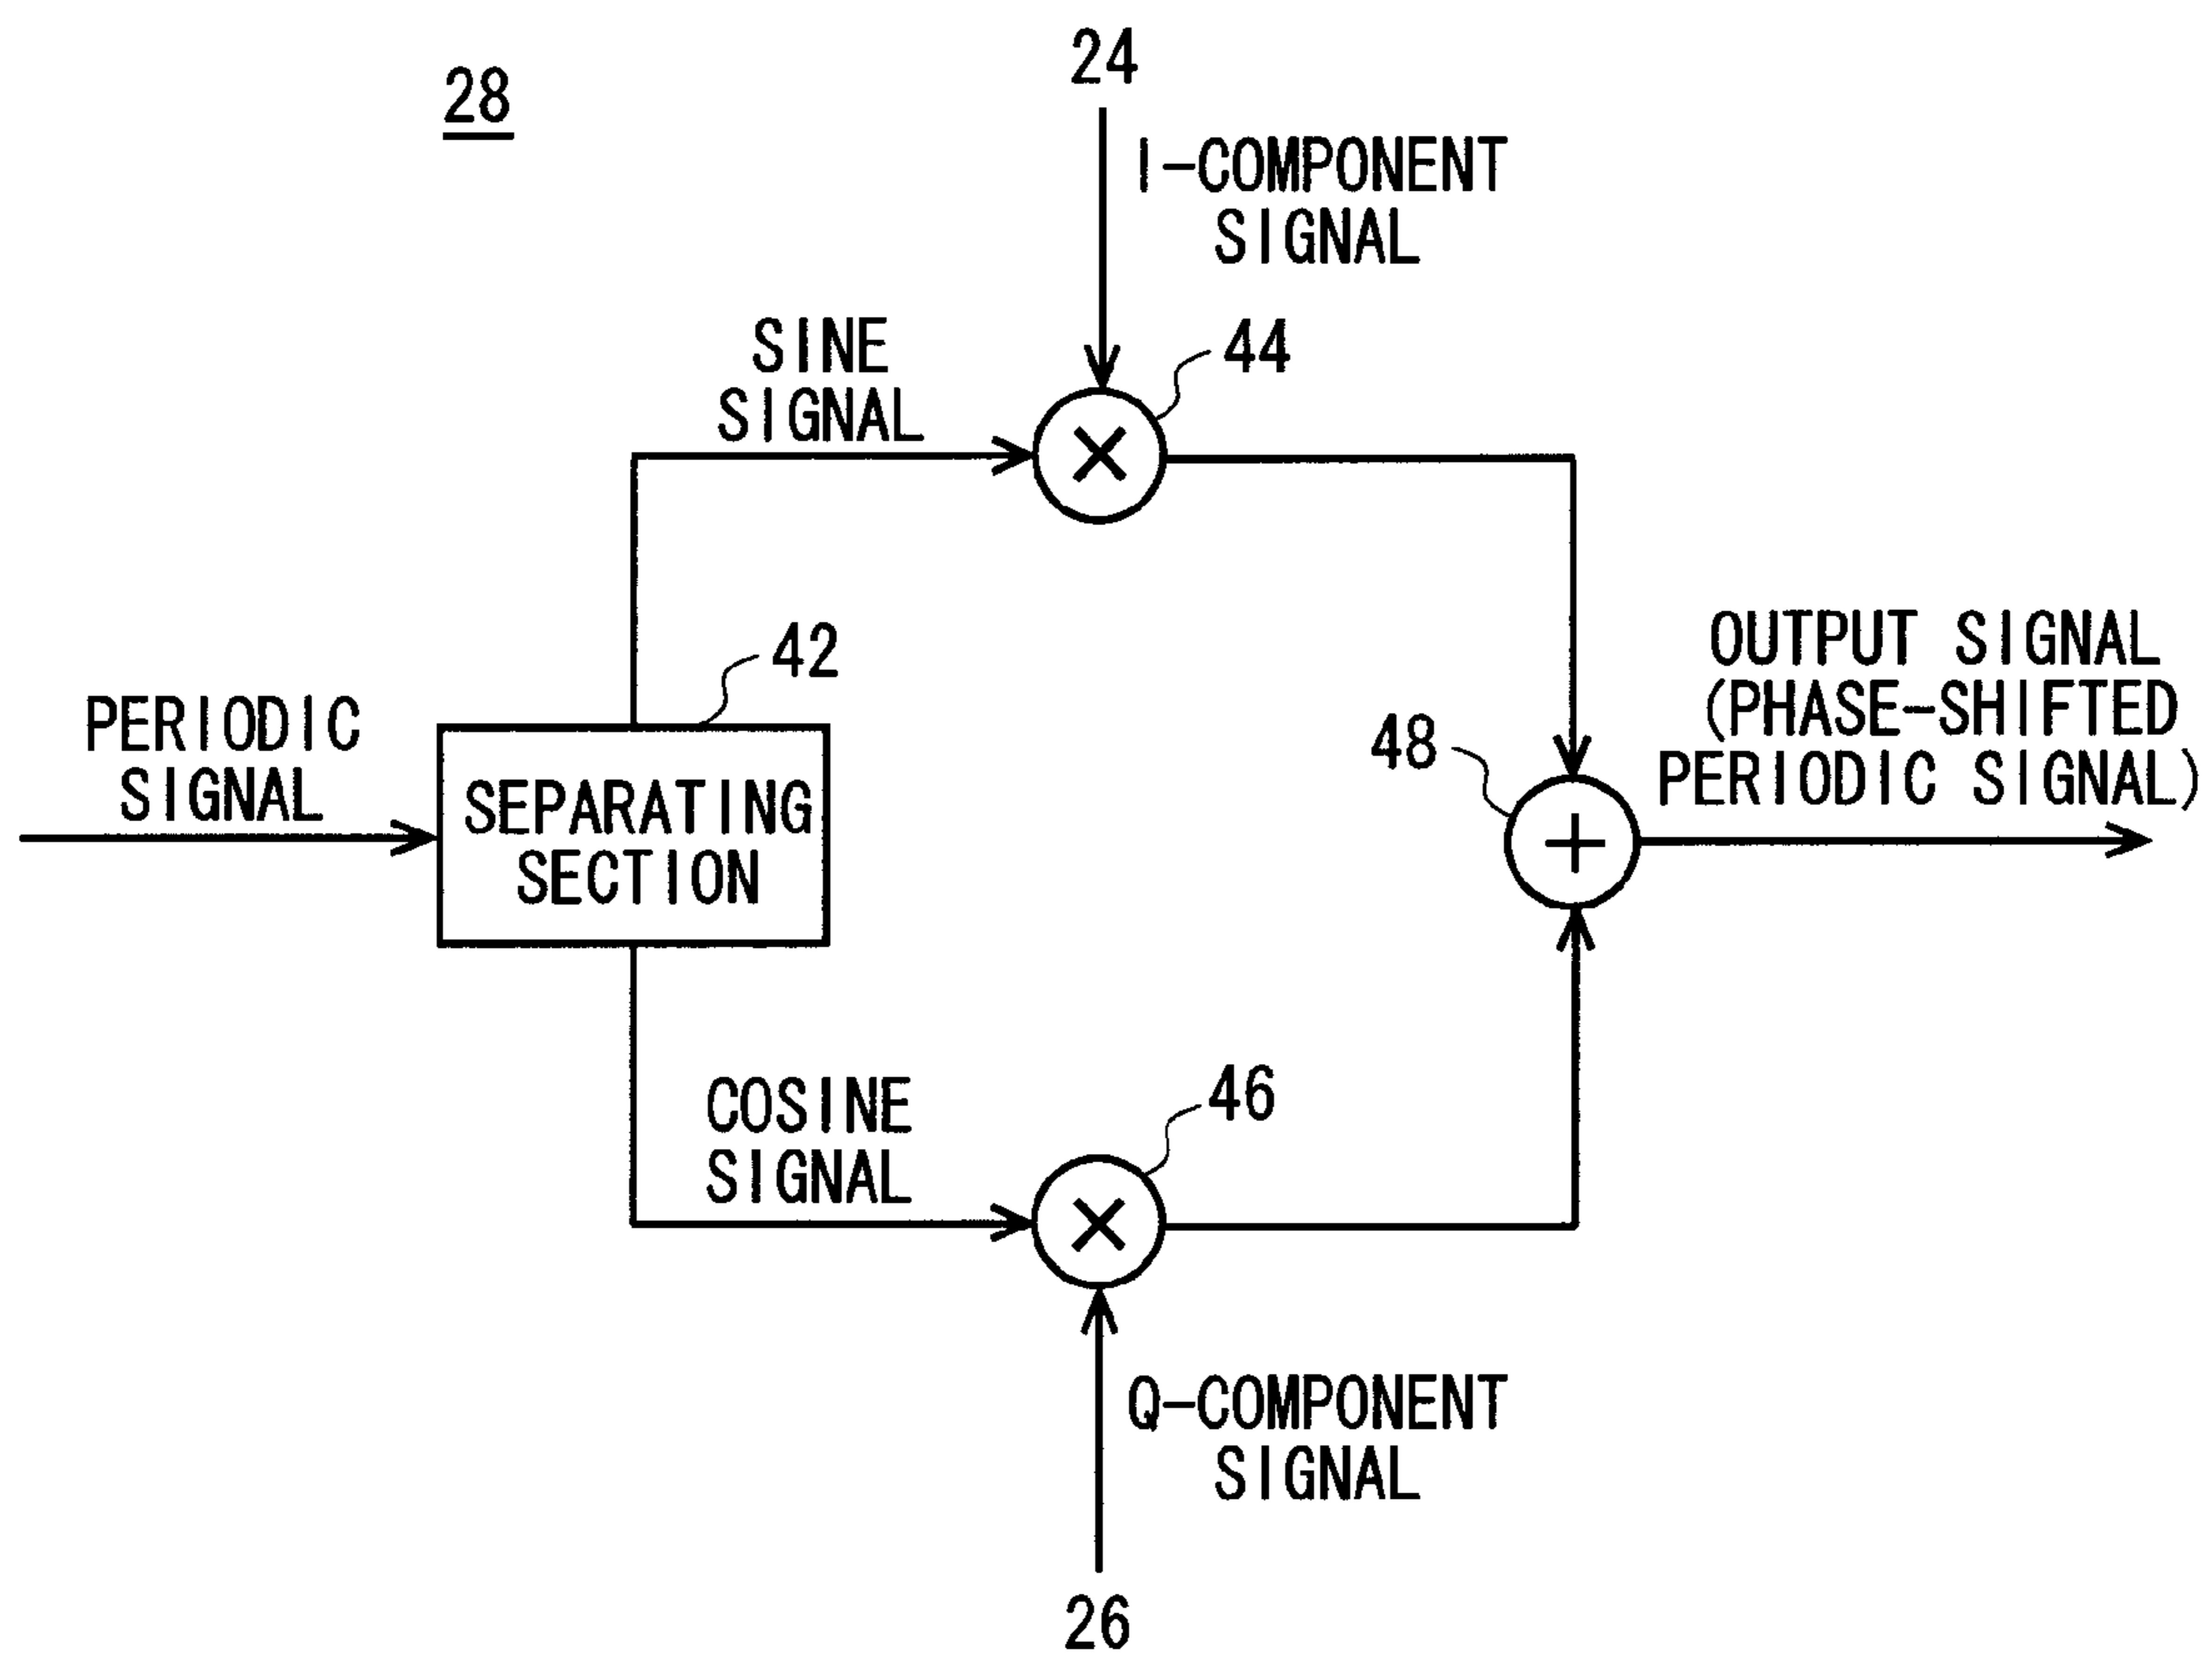 28
24
I-COMPONENT
SIGNAL
SINE
SIGNAL
44
42
PERIODIC
SIGNAL
SEPARATING
SECTION
48
OUTPUT SIGNAL
(PHASE-SHIFTED
PERIODIC SIGNAL)
COSINE
SIGNAL
46
Q-COMPONENT
SIGNAL
26